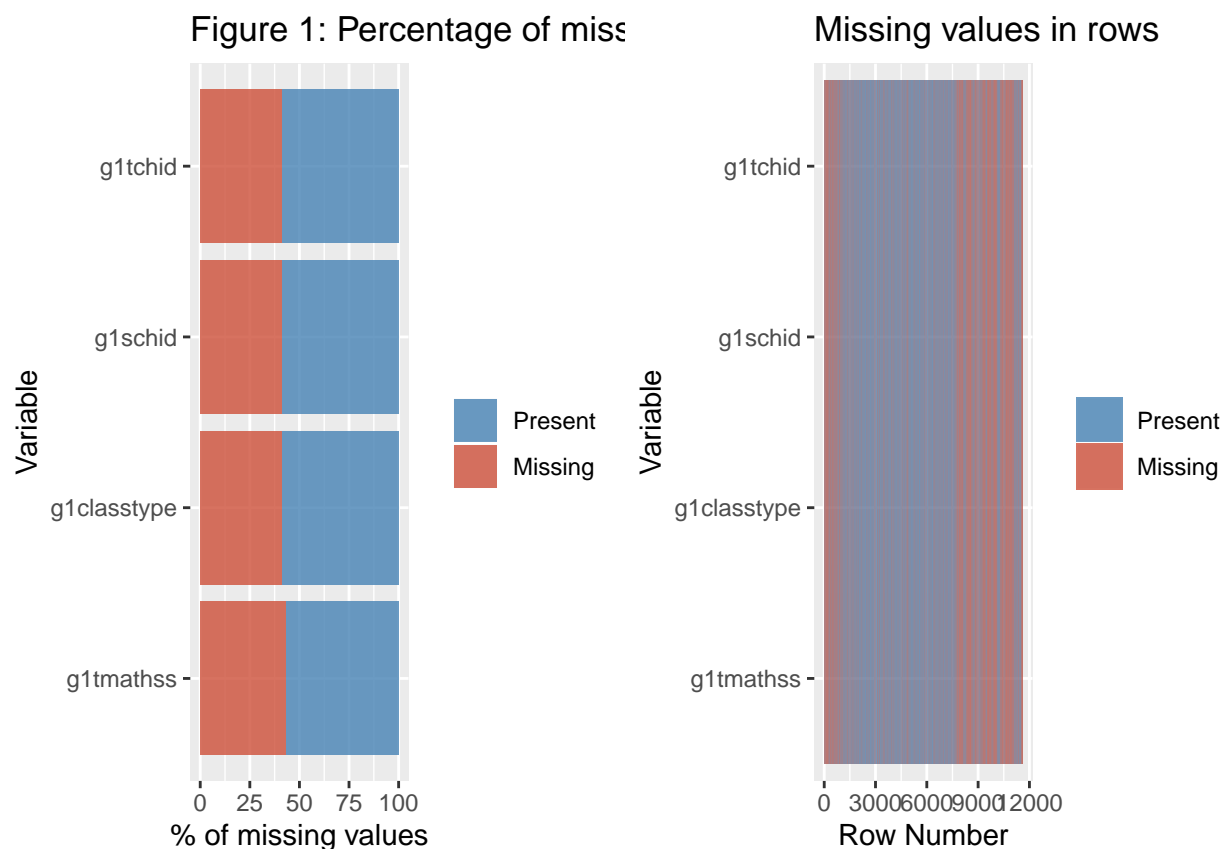 Figure 1: Percentage of miss
Variable
g1tchid
g1schid
g1classtype
g1tmathss
0 25 50 75 100
% of missing values
Present
Missing
Missing values in rows
Variable
g1tchid
g1schid
g1classtype
g1tmathss
0 3000 6000 9000 12000
Row Number
Present
Missing